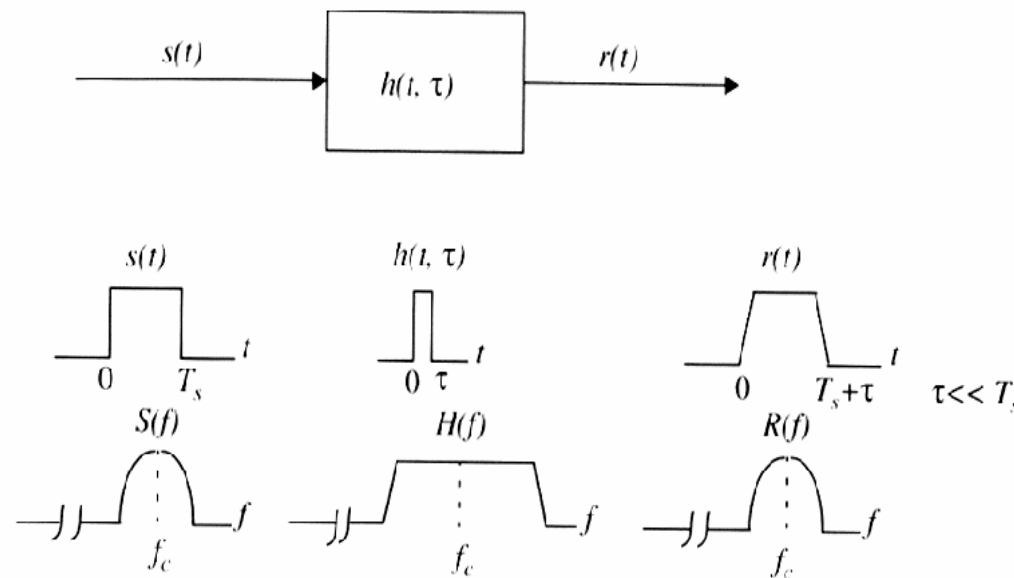 s(t)
r(t)
h(t, τ)
s(t)
h(t, τ)
r(t)
t
t
t
0
T_s
0
τ
0
T_s+τ
τ<< T_s
S(f)
H(f)
R(f)
f
f
f
f_c
f_c
f_c